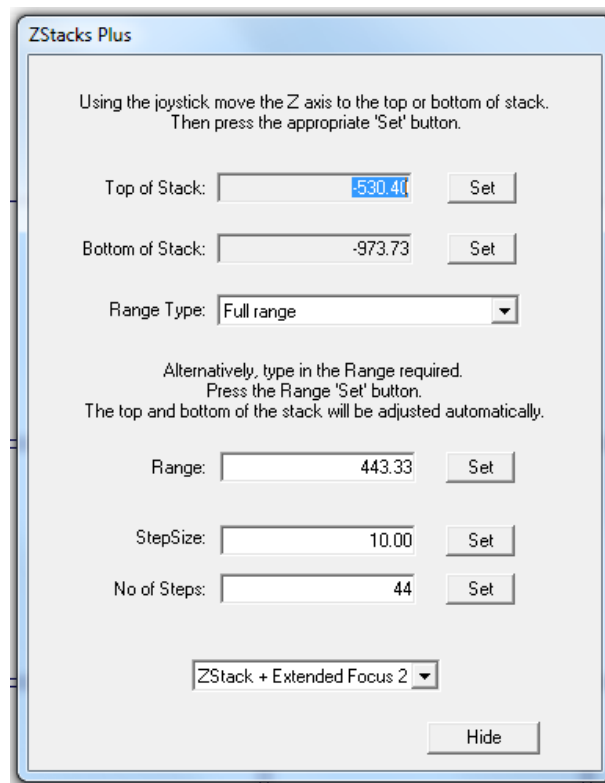 ZStacks Plus
Using the joystick move the Z axis to the top or bottom of stack.
Then press the appropriate 'Set' button.
Top of Stack: -530.40 Set
Bottom of Stack: -973.73 Set
Range Type: Full range
Alternatively, type in the Range required.
Press the Range 'Set' button.
The top and bottom of the stack will be adjusted automatically.
Range: 443.33 Set
StepSize: 10.00 Set
No of Steps: 44 Set
ZStack + Extended Focus 2
Hide